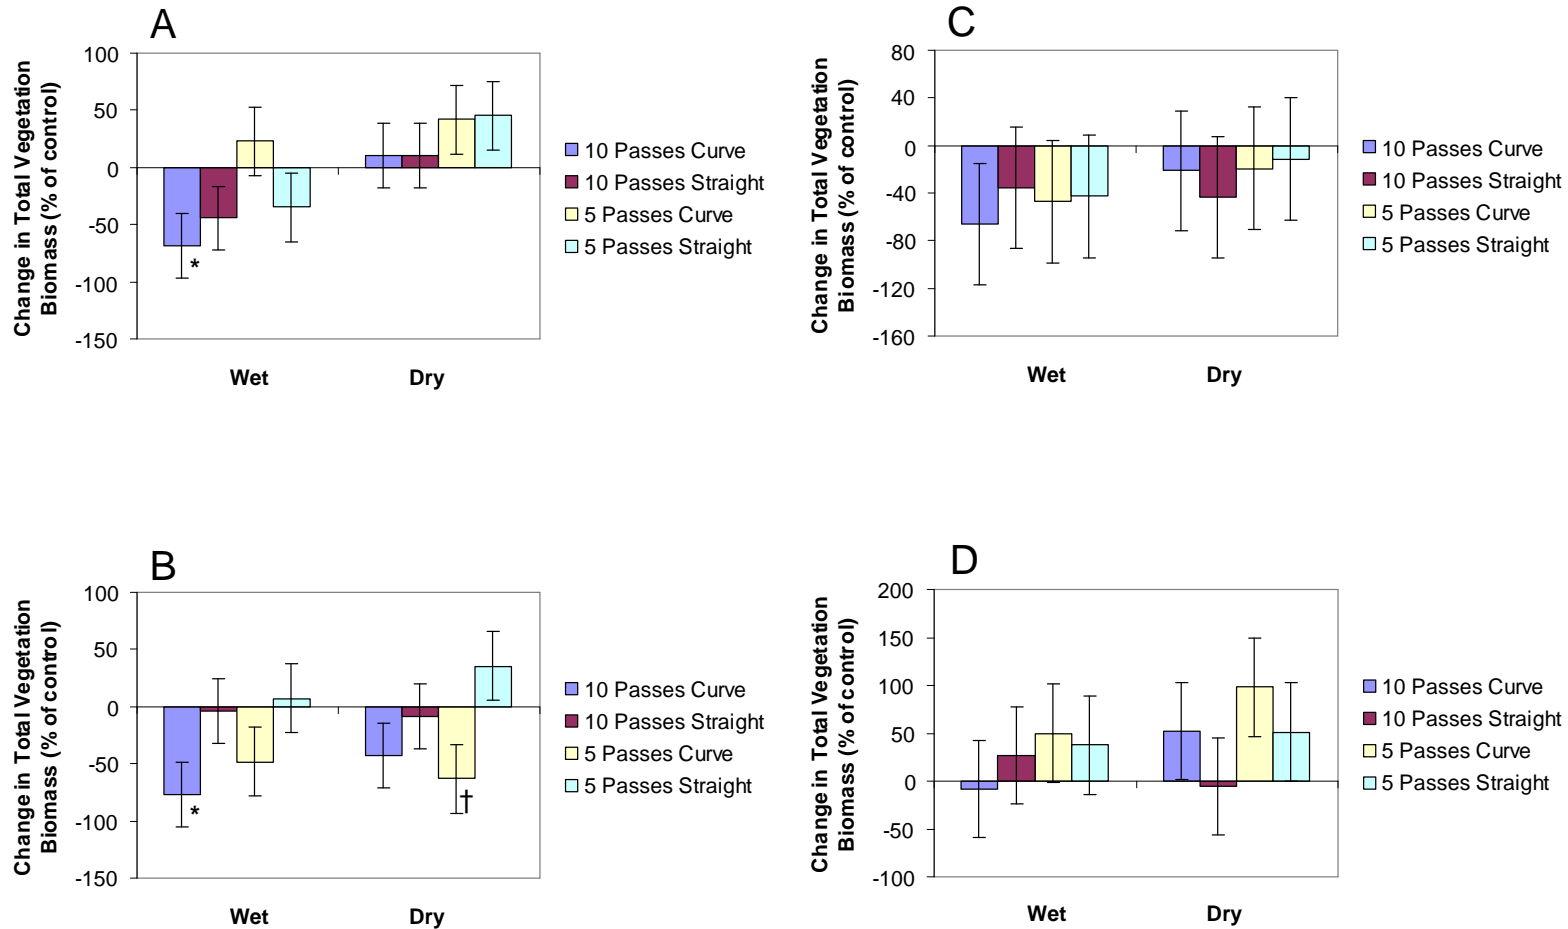 A
Change in Total Vegetation
Biomass (% of control)
100
50
0
-50
-100
-150
*
Wet
Dry
10 Passes Curve
10 Passes Straight
5 Passes Curve
5 Passes Straight
C
Change in Total Vegetation
Biomass (% of control)
80
40
0
-40
-80
-120
-160
Wet
Dry
10 Passes Curve
10 Passes Straight
5 Passes Curve
5 Passes Straight
B
Change in Total Vegetation
Biomass (% of control)
100
50
0
-50
-100
-150
*
†
Wet
Dry
10 Passes Curve
10 Passes Straight
5 Passes Curve
5 Passes Straight
D
Change in Total Vegetation
Biomass (% of control)
200
150
100
50
0
-50
-100
Wet
Dry
10 Passes Curve
10 Passes Straight
5 Passes Curve
5 Passes Straight